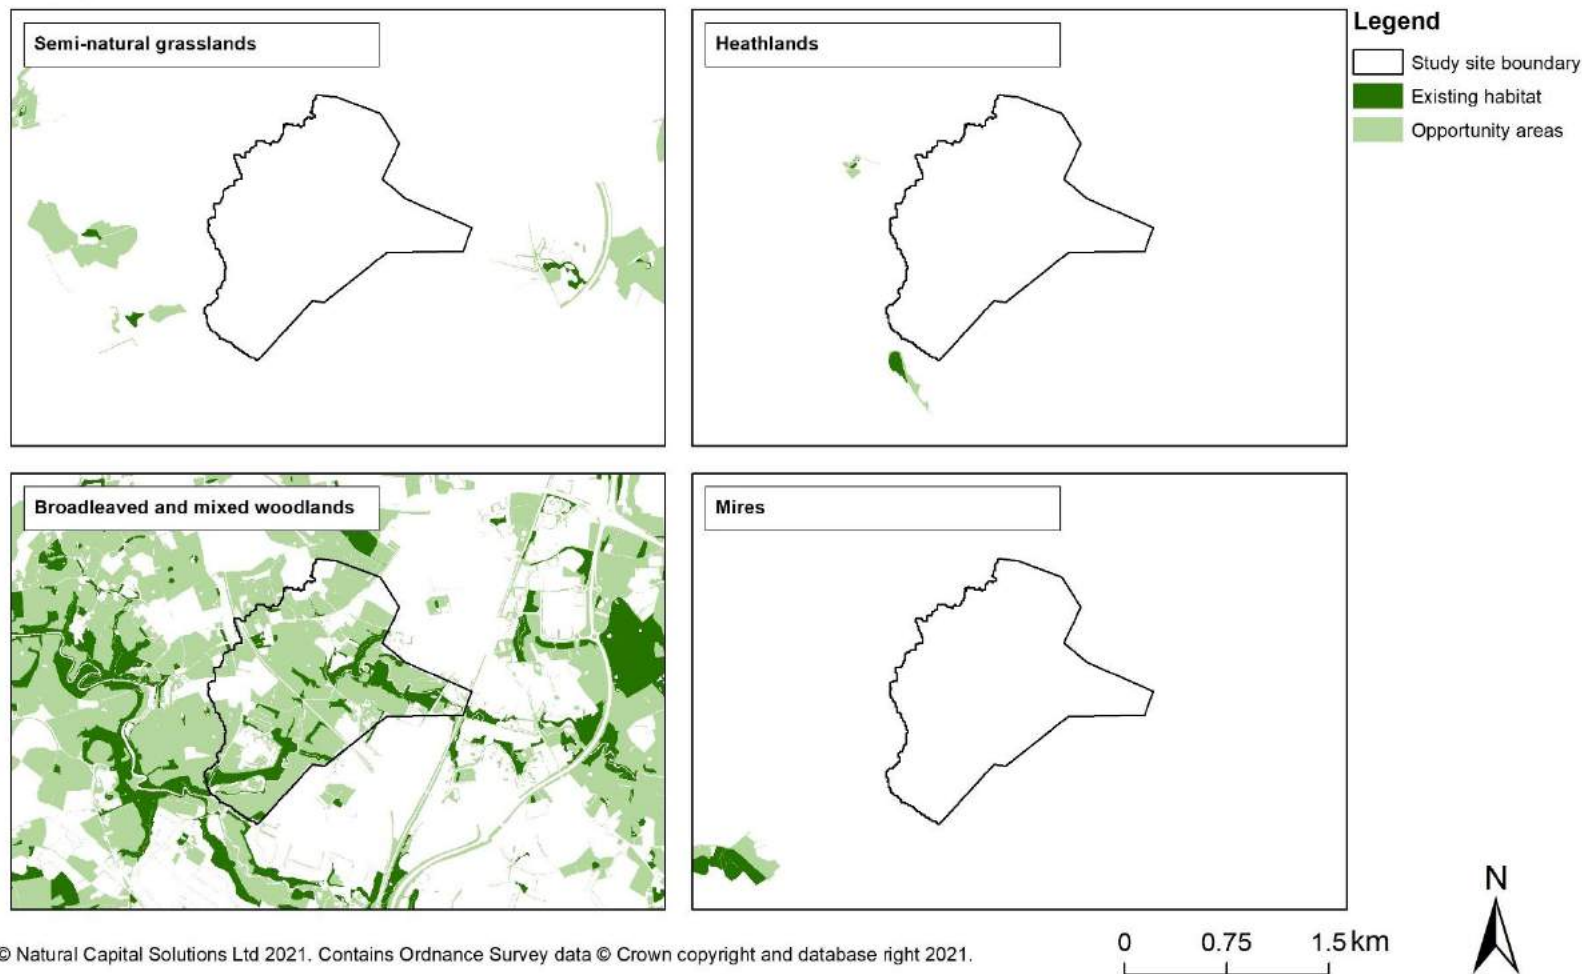 Semi-natural grasslands
Heathlands
Legend
Study site boundary
Existing habitat
Opportunity areas
Broadleaved and mixed woodlands
Mires
© Natural Capital Solutions Ltd 2021. Contains Ordnance Survey data © Crown copyright and database right 2021.
0 0.75 1.5 km
N